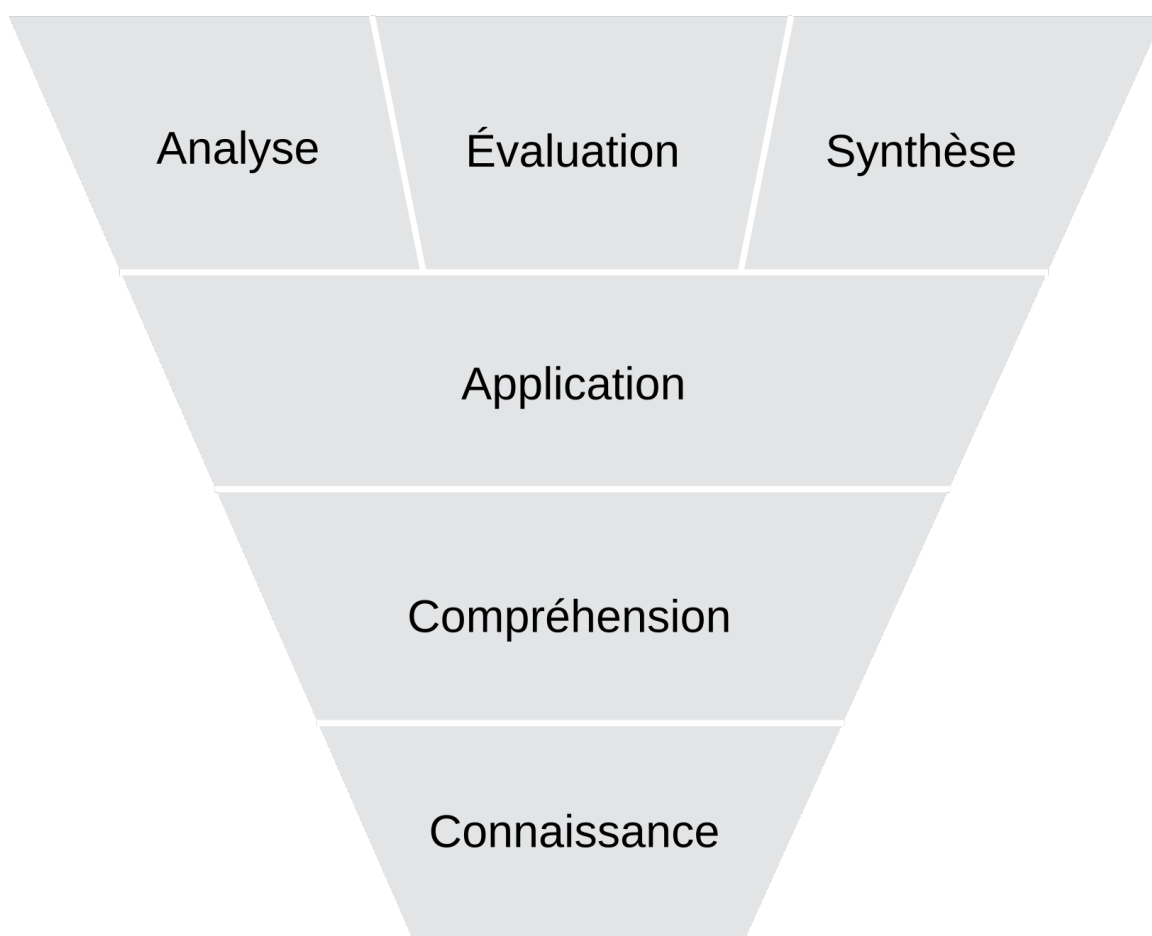 Analyse
Évaluation
Synthèse
Application
Compréhension
Connaissance